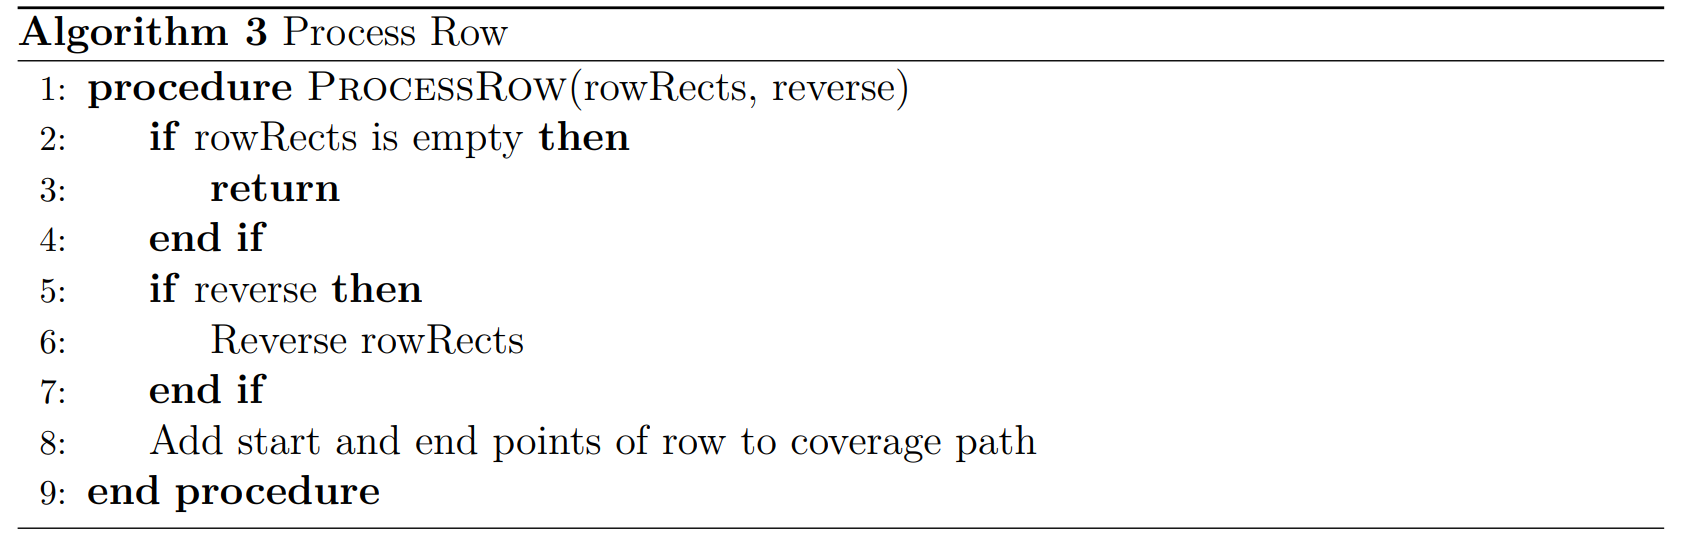 Algorithm 3 Process Row
1: procedure PROCESSROW(rowRects, reverse)
2: if rowRects is empty then
3: return
4: end if
5: if reverse then
6: Reverse rowRects
7: end if
8: Add start and end points of row to coverage path
9: end procedure